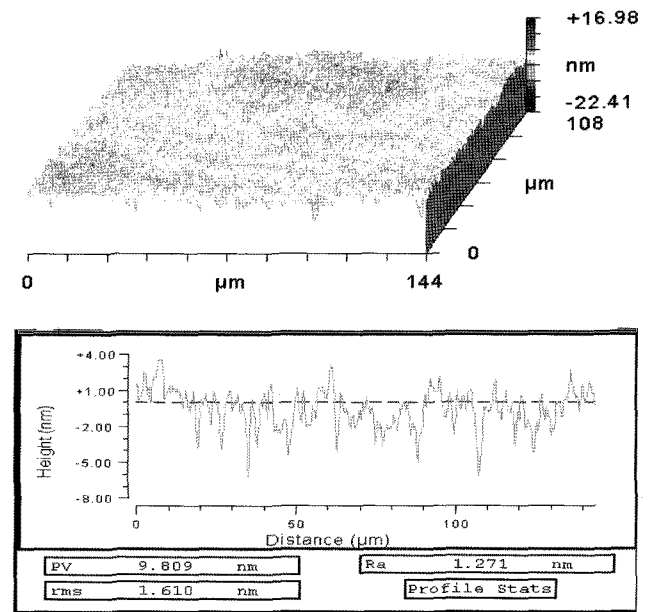 +16.98
nm
-22.41
108
µm
0
0 µm 144
+4.00
+1.00
-2.00
-5.00
-8.00
Height (nm)
0 50 100
Distance (µm)
PV 9.809 nm
Ra 1.271 nm
rms 1.610 nm
Profile Stats